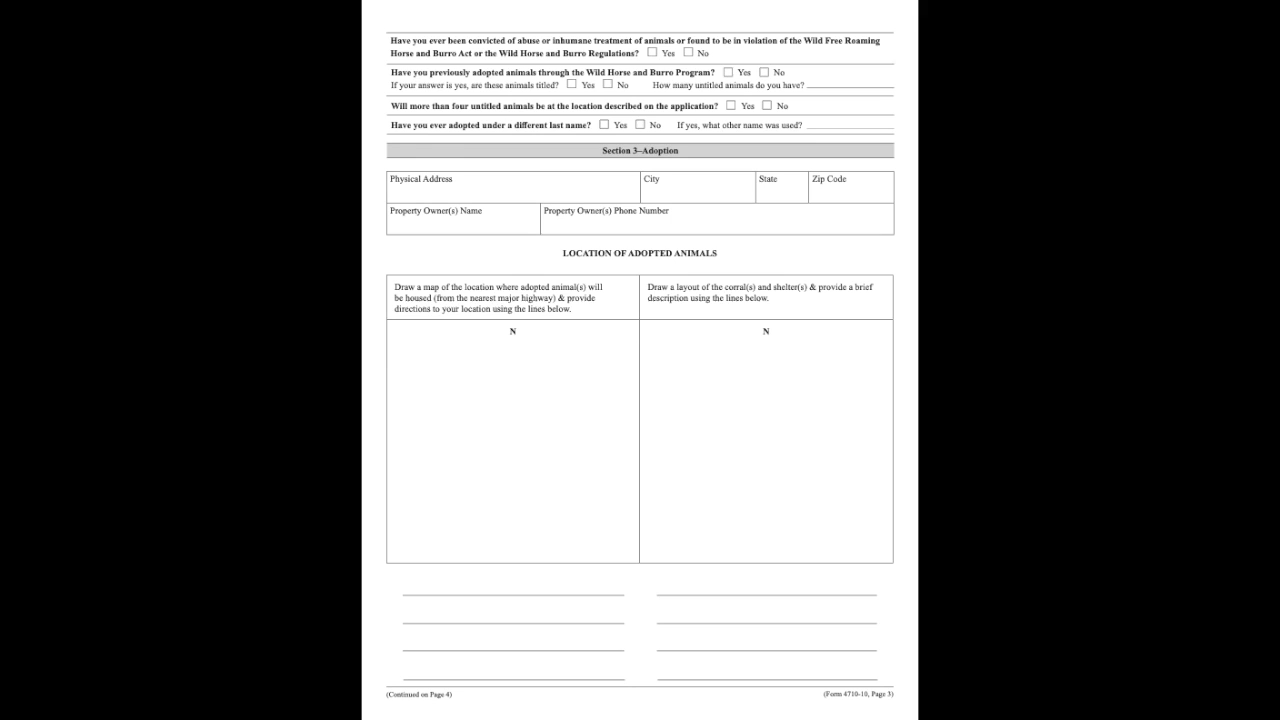 Have you ever been convicted of abuse or inhumane treatment of animals or found to be in violation of the Wild Free Roaming
Horse and Burro Act or the Wild Horse and Burro Regulations? Yes No
Have you previously adopted animals through the Wild Horse and Burro Program? Yes No
If your answer is yes, are these animals titled? Yes No How many untitled animals do you have?
Will more than four untitled animals be at the location described on the application? Yes No
Have you ever adopted under a different last name? Yes No If yes, what other name was used?
Section 3–Adoption
Physical Address City State Zip Code
Property Owner(s) Name Property Owner(s) Phone Number
LOCATION OF ADOPTED ANIMALS
Draw a map of the location where adopted animal(s) will
be housed (from the nearest major highway) & provide
directions to your location using the lines below.
Draw a layout of the corral(s) and shelter(s) & provide a brief
description using the lines below.
N N
(Continued on Page 4) (Form 4710-10, Page 3)